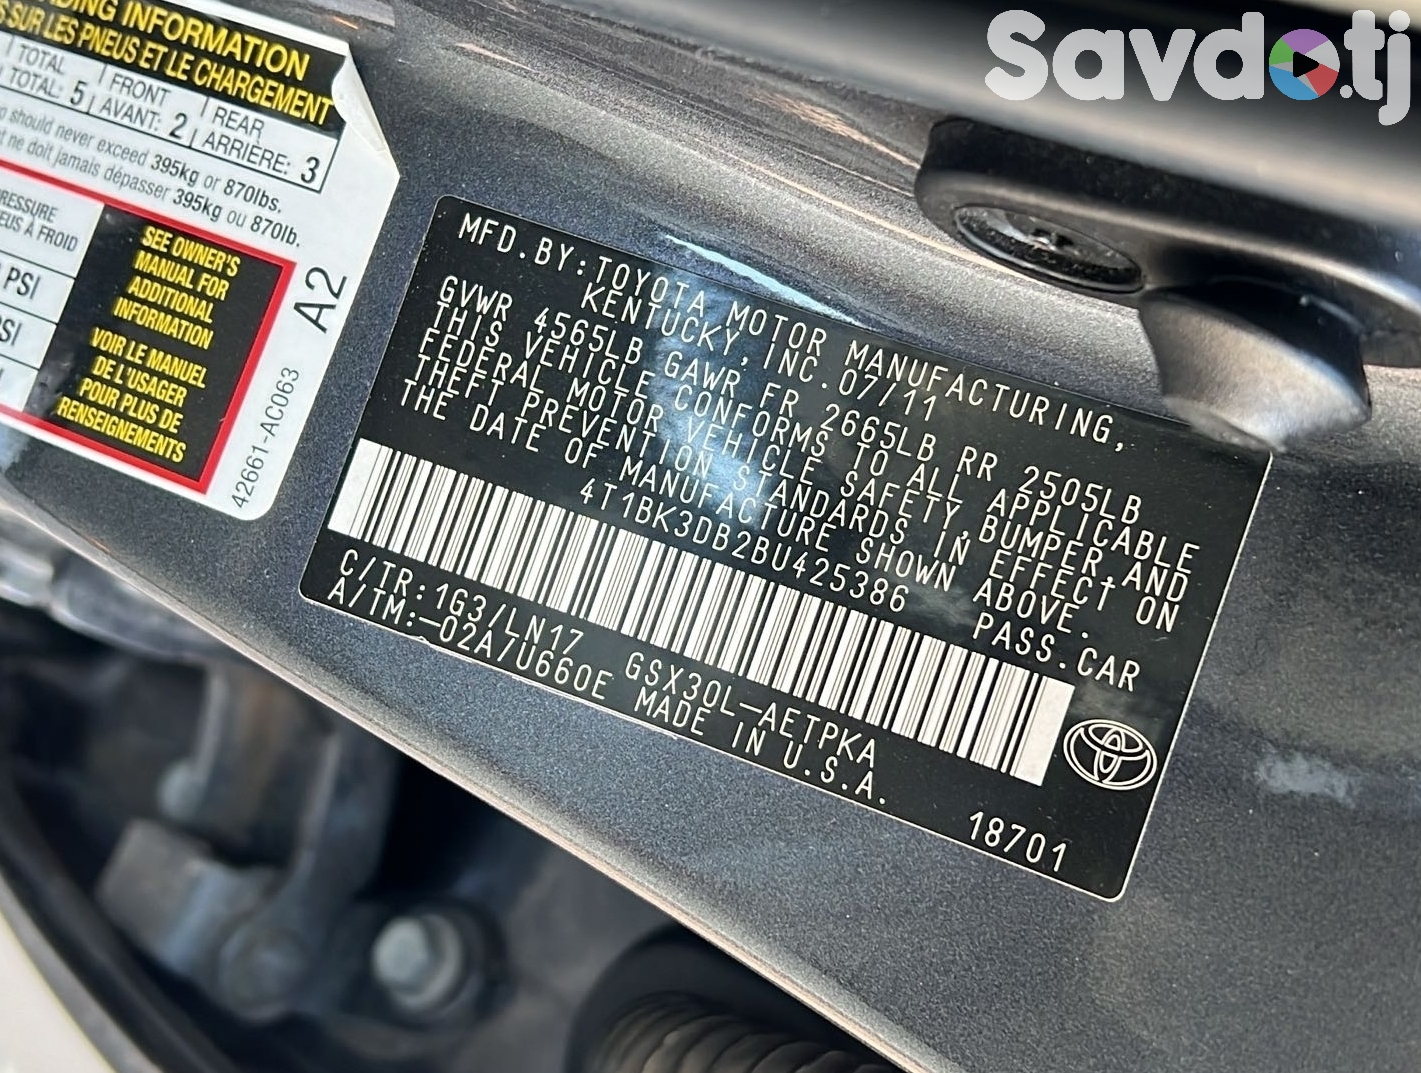 Savdo.tj
ADING INFORMATION
SUR LES PNEUS ET LE CHARGEMENT
TOTAL FRONT REAR
TOTAL: 5 AVANT: 2 ARRIÈRE: 3
should never exceed 395kg or 870lbs.
ne doit jamais dépasser 395kg ou 870lb.
À FROID
PSI
SEE OWNER'S
MANUAL FOR
ADDITIONAL
INFORMATION
VOIR LE MANUEL
DE L'USAGER
POUR PLUS DE
RENSEIGNEMENTS
A2
42661-AC063
MFD.BY:TOYOTA MOTOR MANUFACTURING,
KENTUCKY,INC. 07/11
GVWR 4565LB GAWR FR 2665LB RR 2505LB
THIS VEHICLE CONFORMS TO ALL APPLICABLE
FEDERAL MOTOR VEHICLE SAFETY,BUMPER,AND
THEFT PREVENTION STANDARDS IN EFFECT ON
THE DATE OF MANUFACTURE SHOWN ABOVE.
4T1BK3DB2BU425386 PASS.CAR
C/TR:1G3/LN17 GSX30L-AETPKA
A/TM:-02A/U660E MADE IN U.S.A.
18701